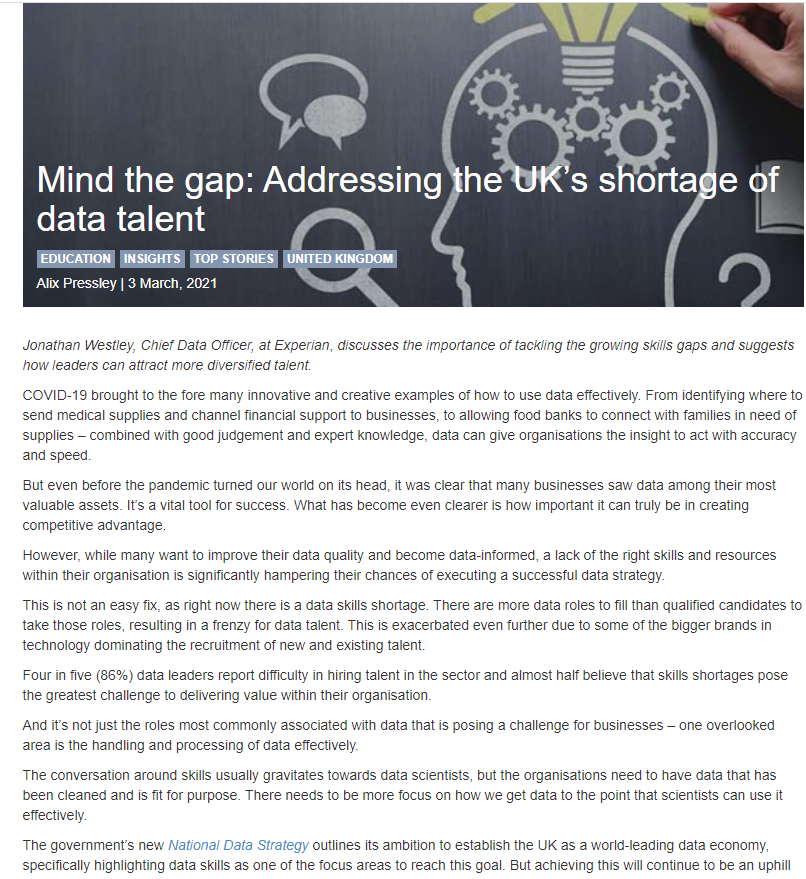 Mind the gap: Addressing the UK's shortage of
data talent
EDUCATION INSIGHTS TOP STORIES UNITED KINGDOM
Alix Pressley | 3 March, 2021
Jonathan Westley, Chief Data Officer, at Experian, discusses the importance of tackling the growing skills gaps and suggests
how leaders can attract more diversified talent.
COVID-19 brought to the fore many innovative and creative examples of how to use data effectively. From identifying where to
send medical supplies and channel financial support to businesses, to allowing food banks to connect with families in need of
supplies – combined with good judgement and expert knowledge, data can give organisations the insight to act with accuracy
and speed.
But even before the pandemic turned our world on its head, it was clear that many businesses saw data among their most
valuable assets. It's a vital tool for success. What has become even clearer is how important it can truly be in creating
competitive advantage.
However, while many want to improve their data quality and become data-informed, a lack of the right skills and resources
within their organisation is significantly hampering their chances of executing a successful data strategy.
This is not an easy fix, as right now there is a data skills shortage. There are more data roles to fill than qualified candidates to
take those roles, resulting in a frenzy for data talent. This is exacerbated even further due to some of the bigger brands in
technology dominating the recruitment of new and existing talent.
Four in five (86%) data leaders report difficulty in hiring talent in the sector and almost half believe that skills shortages pose
the greatest challenge to delivering value within their organisation.
And it's not just the roles most commonly associated with data that is posing a challenge for businesses – one overlooked
area is the handling and processing of data effectively.
The conversation around skills usually gravitates towards data scientists, but the organisations need to have data that has
been cleaned and is fit for purpose. There needs to be more focus on how we get data to the point that scientists can use it
effectively.
The government's new National Data Strategy outlines its ambition to establish the UK as a world-leading data economy,
specifically highlighting data skills as one of the focus areas to reach this goal. But achieving this will continue to be an uphill